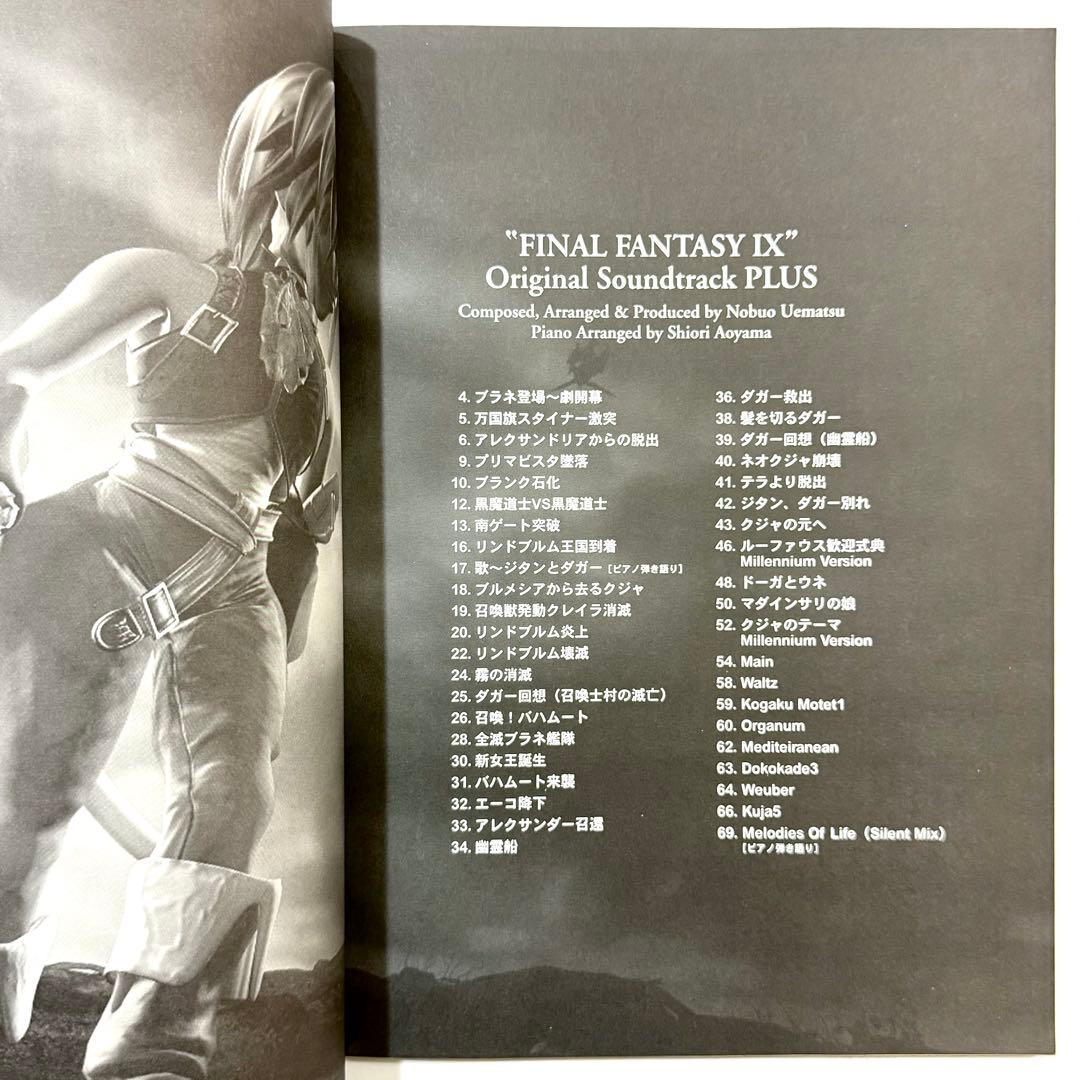 “FINAL FANTASY IX”
Original Soundtrack PLUS
Composed, Arranged & Produced by Nobuo Uematsu
Piano Arranged by Shiori Aoyama
4. ブラネ登場～劇開幕
5. 万国旗スタイナー激突
6. アレクサンドリアからの脱出
9. プリマビスタ墜落
10. ブランク石化
12. 黒魔道士VS黒魔道士
13. 南ゲート突破
16. リンドブルム王国到着
17. 歌～ジタンとダガー［ピアノ弾き語り］
18. ブルメシアから去るクジャ
19. 召喚獣発動クレイラ消滅
20. リンドブルム炎上
22. リンドブルム壊滅
24. 霧の消滅
25. ダガー回想（召喚士村の滅亡）
26. 召喚！バハムート
28. 全滅ブラネ艦隊
30. 新女王誕生
31. バハムート来襲
32. エーコ降下
33. アレクサンダー召還
34. 幽霊船
36. ダガー救出
38. 髪を切るダガー
39. ダガー回想（幽霊船）
40. ネオクジャ崩壊
41. テラより脱出
42. ジタン、ダガー別れ
43. クジャの元へ
46. ルーファウス歓迎式典
Millennium Version
48. ドーガとウネ
50. マダインサリの娘
52. クジャのテーマ
Millennium Version
54. Main
58. Waltz
59. Kogaku Motet1
60. Organum
62. Mediteiranean
63. Dokokade3
64. Weuber
66. Kuja5
69. Melodies Of Life（Silent Mix）
［ピアノ弾き語り］